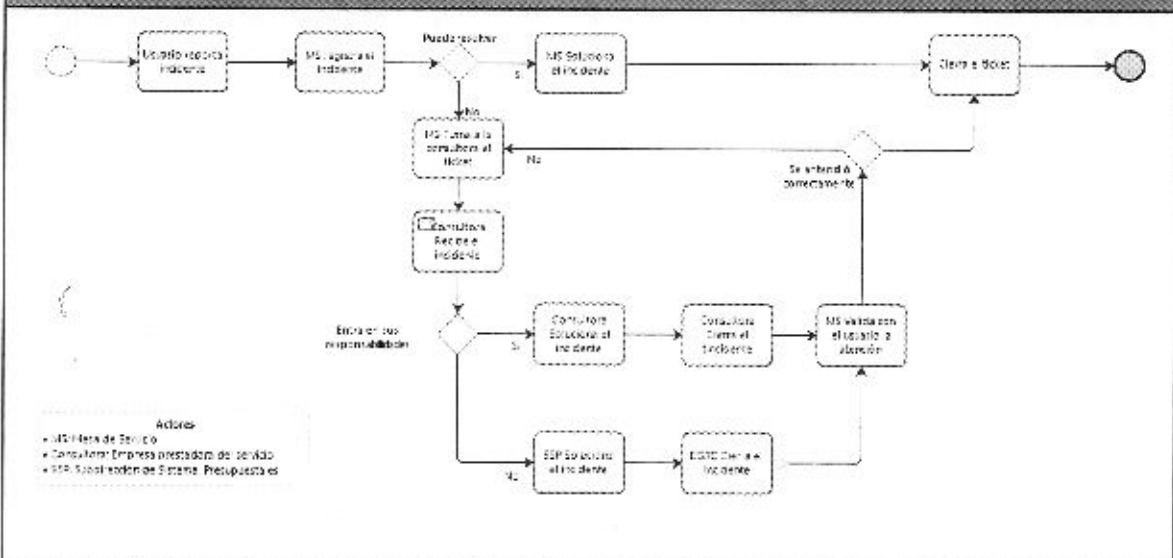 Usuario reporta
incidente
MS registra el
incidente
Puede resolver
Si
MS Soluciona
el incidente
Cierra el ticket
No
MS Turna a la
consultora el
ticket
No
Se atendió
correctamente
Consultora
Recibe el
incidente
Entra en sus
responsabilidades
Si
Consultora
Soluciona el
incidente
Consultora
Cierra el
incidente
MS valida con
el usuario la
atención
No
SSP Soluciona
el incidente
Cierra el
incidente
Actores
• MS: Mesa de Servicio
• Consultora: Empresa prestadora del servicio
• SSP: Subdirección de Sistemas Presupuestales